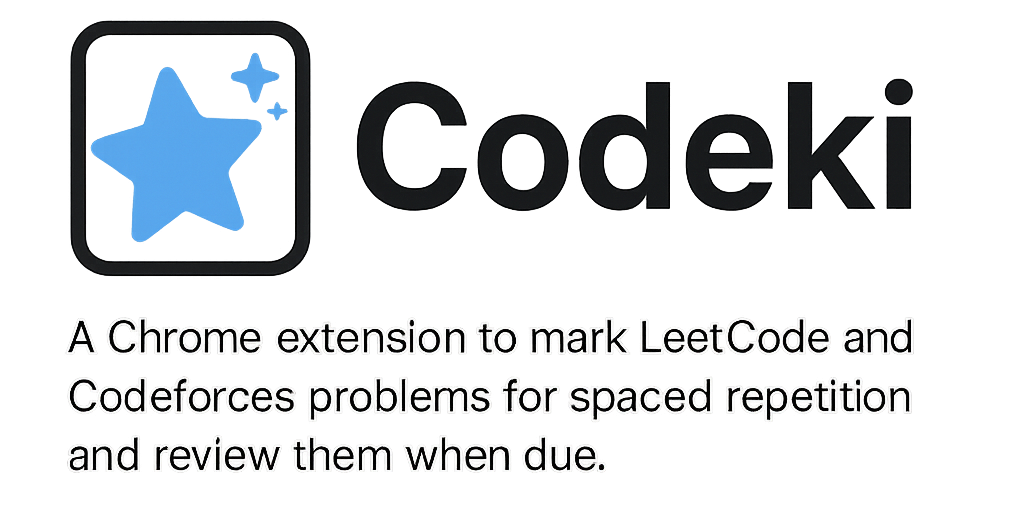 Codeki
A Chrome extension to mark LeetCode and
Codeforces problems for spaced repetition
and review them when due.